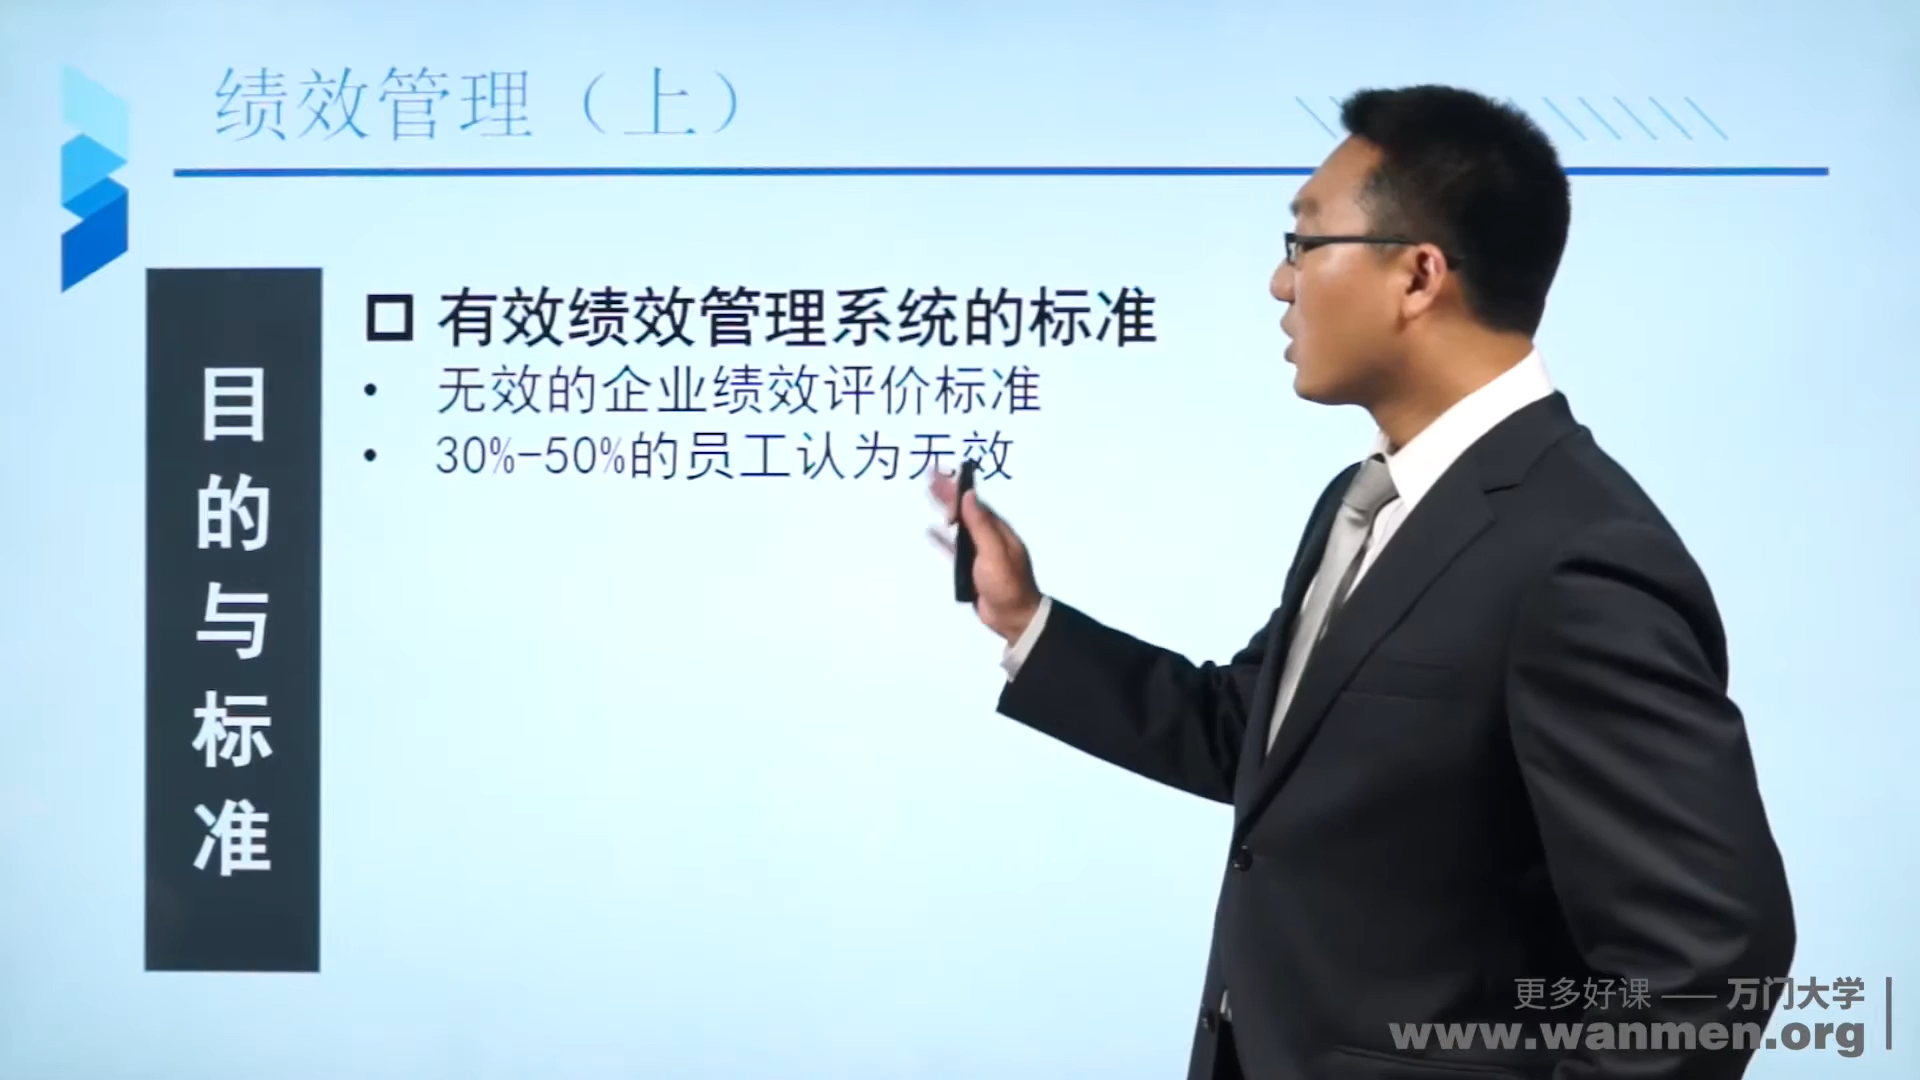 绩效管理（上）
目的与标准
有效绩效管理系统的标准
• 无效的企业绩效评价标准
• 30%-50%的员工认为无效
更多好课 —— 万门大学
www.wanmen.org